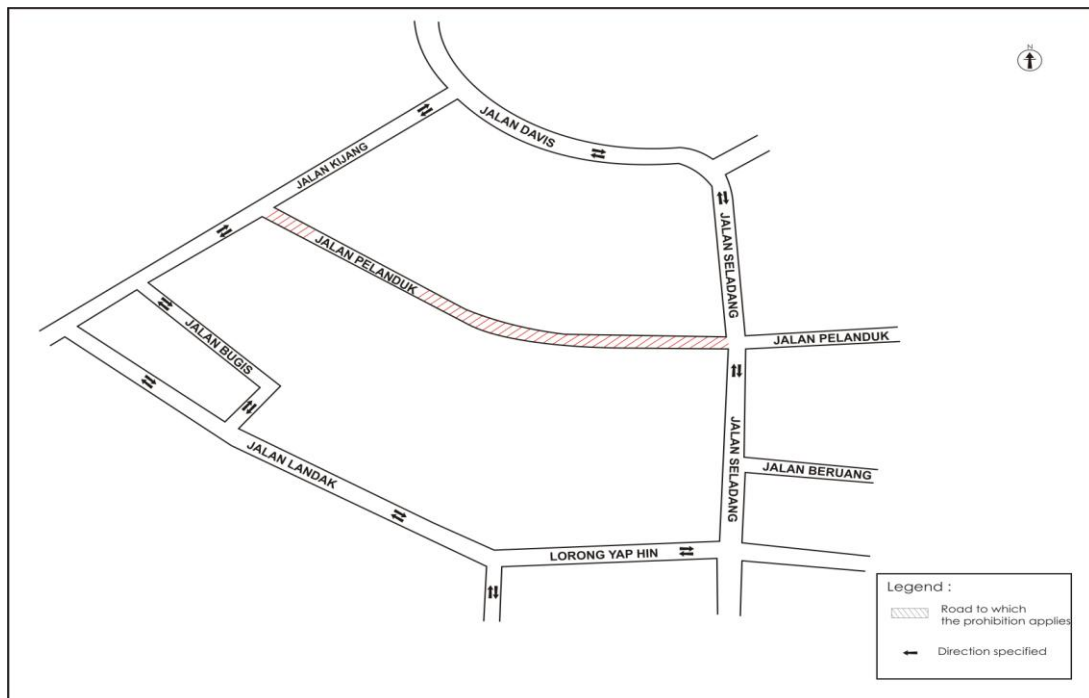 N
JALAN DAVIS
JALAN KIJANG
JALAN PELANDUK
JALAN SELADANG
JALAN PELANDUK
JALAN BUGIS
JALAN LANDAK
JALAN SELADANG
JALAN BERUANG
LORONG YAP HIN
Legend :
Road to which
the prohibition applies
Direction specified